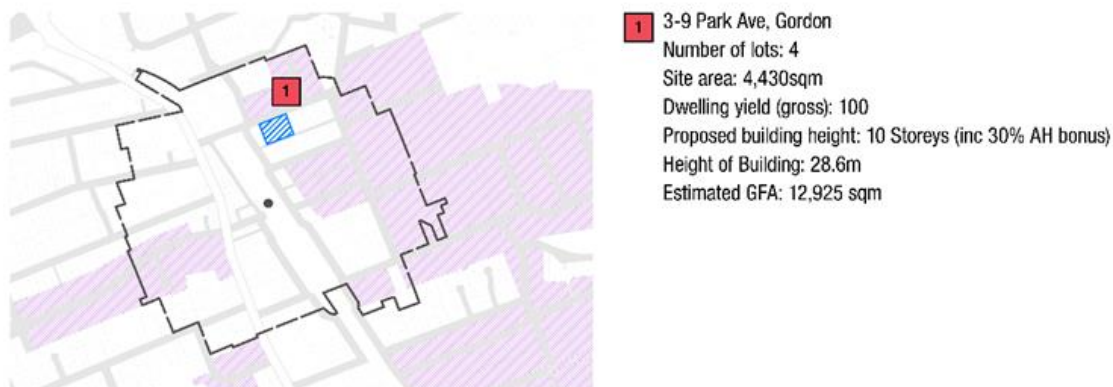 1
1
3-9 Park Ave, Gordon
Number of lots: 4
Site area: 4,430sqm
Dwelling yield (gross): 100
Proposed building height: 10 Storeys (inc 30% AH bonus)
Height of Building: 28.6m
Estimated GFA: 12,925 sqm